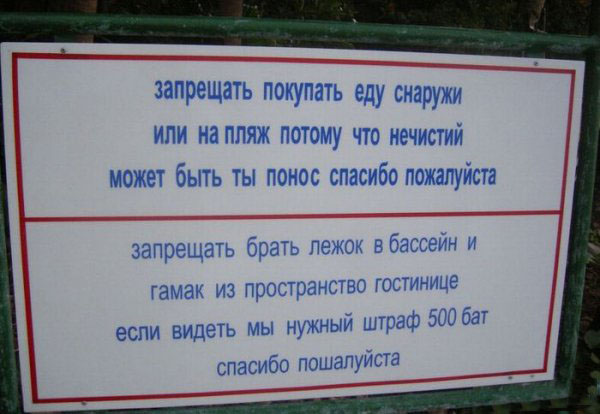 запрещать покупать еду снаружи
или на пляж потому что нечистий
может быть ты понос спасибо пожалуйста
запрещать брать лежок в бассейн и
гамак из пространство гостинице
если видеть мы нужный штраф 500 бат
спасибо пошалуйста